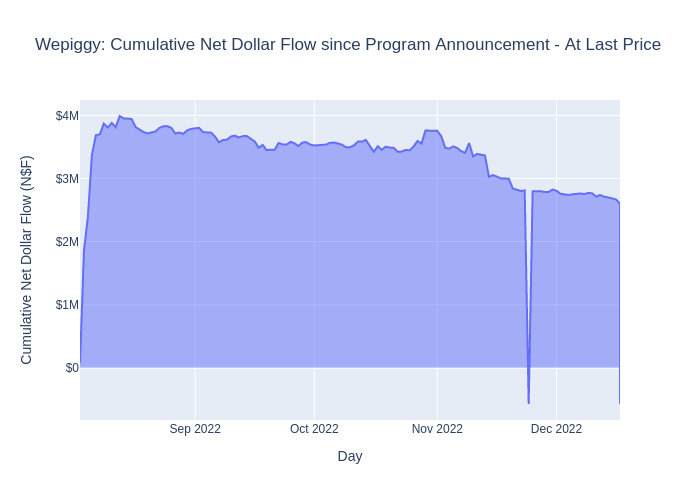 Wepiggy: Cumulative Net Dollar Flow since Program Announcement - At Last Price
Cumulative Net Dollar Flow (N$F)
$4M
$3M
$2M
$1M
$0
Sep 2022
Oct 2022
Nov 2022
Dec 2022
Day